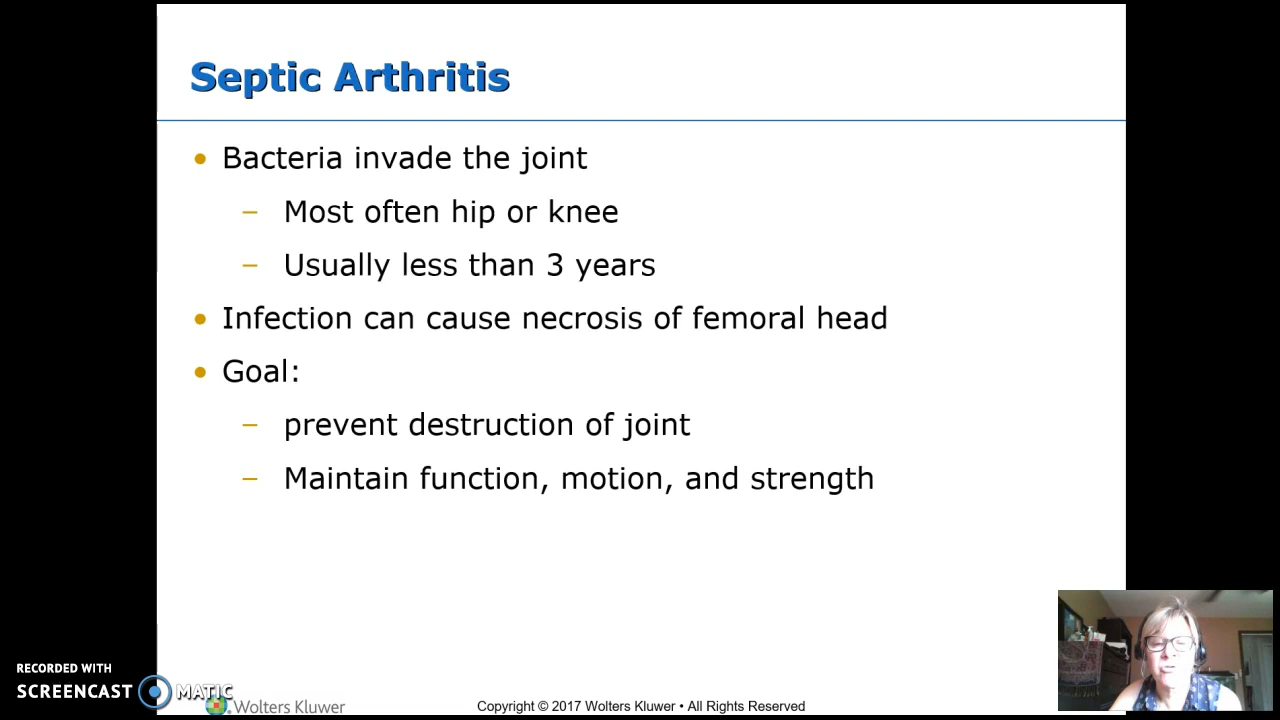 Septic Arthritis
• Bacteria invade the joint
– Most often hip or knee
– Usually less than 3 years
• Infection can cause necrosis of femoral head
• Goal:
– prevent destruction of joint
– Maintain function, motion, and strength
RECORDED WITH
SCREENCAST MATIC
Wolters Kluwer
Copyright © 2017 Wolters Kluwer • All Rights Reserved